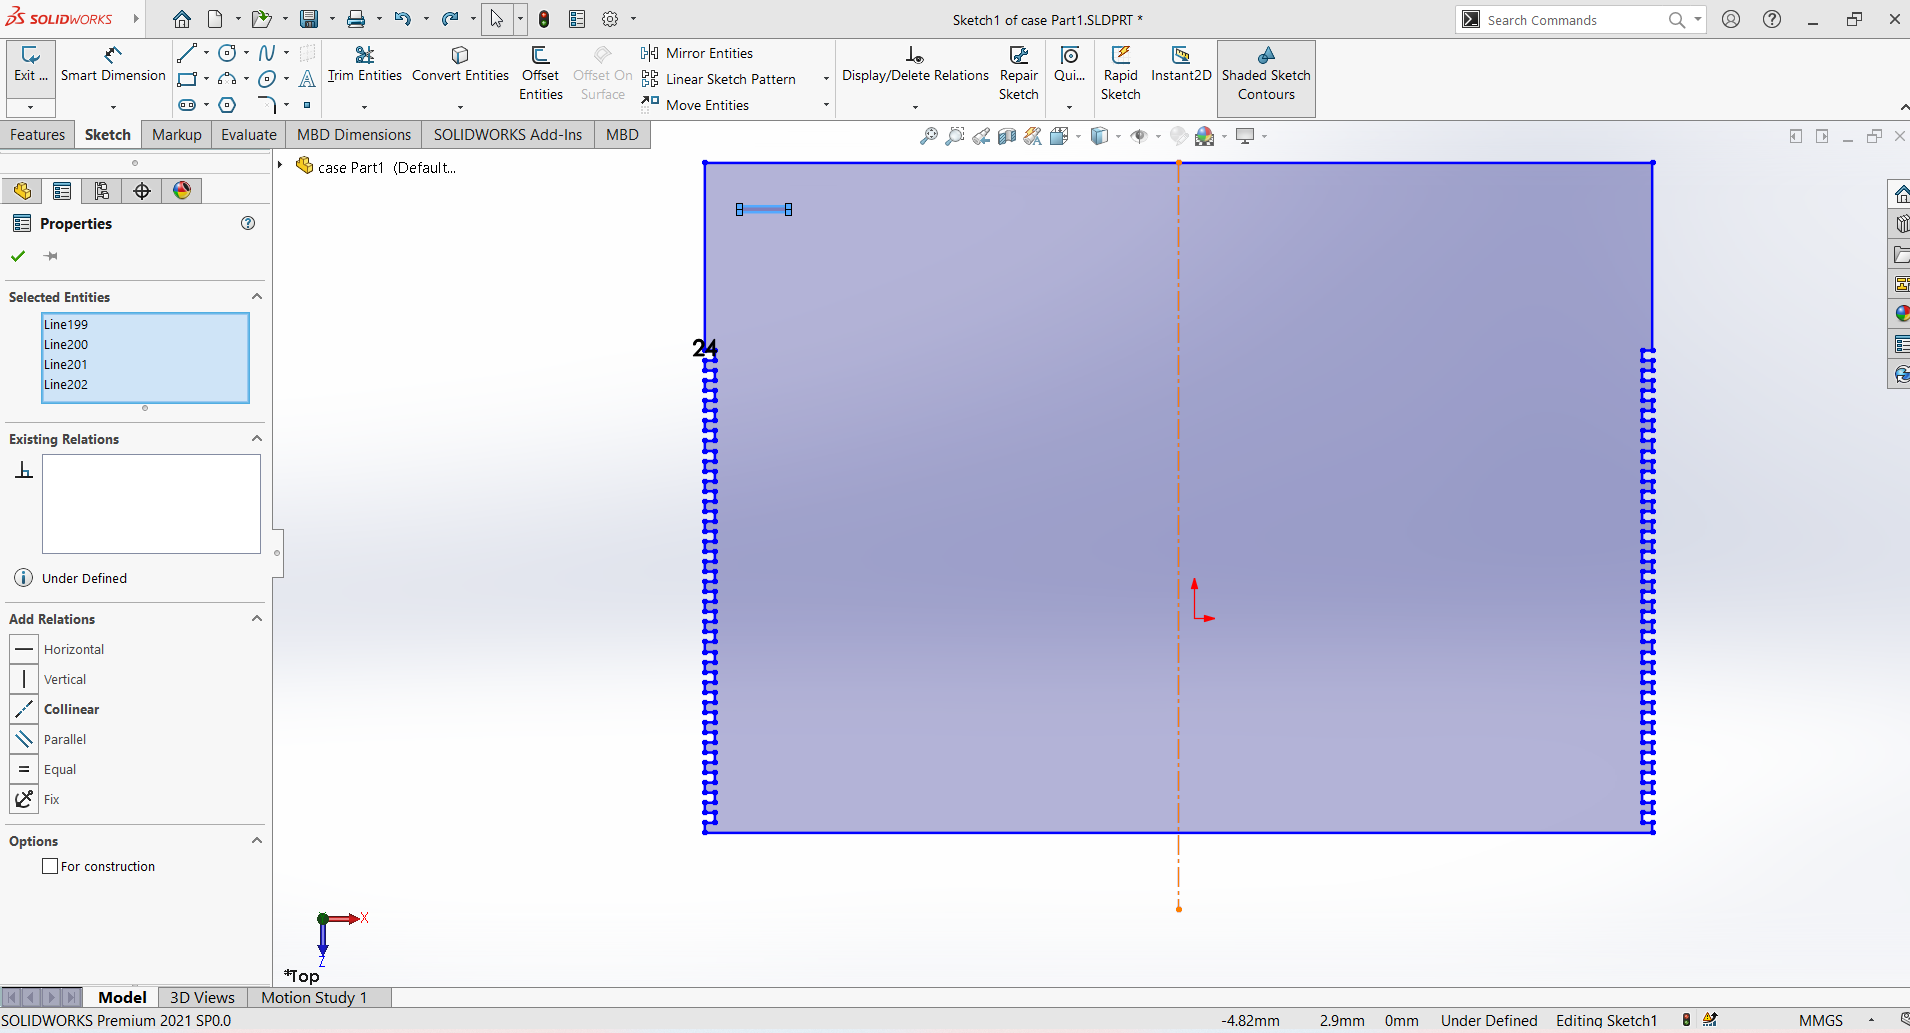 SOLIDWORKS
Sketch1 of case Part1.SLDPRT *
Search Commands
Exit ...
Smart Dimension
Trim Entities
Convert Entities
Offset
Entities
Offset On
Surface
Mirror Entities
Linear Sketch Pattern
Move Entities
Display/Delete Relations
Repair
Sketch
Qui...
Rapid
Sketch
Instant2D
Shaded Sketch
Contours
Features
Sketch
Markup
Evaluate
MBD Dimensions
SOLIDWORKS Add-Ins
MBD
case Part1 (Default...
Properties
Selected Entities
Line199
Line200
Line201
Line202
Existing Relations
Under Defined
Add Relations
Horizontal
Vertical
Collinear
Parallel
Equal
Fix
Options
For construction
24
X
Z
*Top
Model
3D Views
Motion Study 1
SOLIDWORKS Premium 2021 SP0.0
-4.82mm
2.9mm
0mm
Under Defined
Editing Sketch1
MMGS